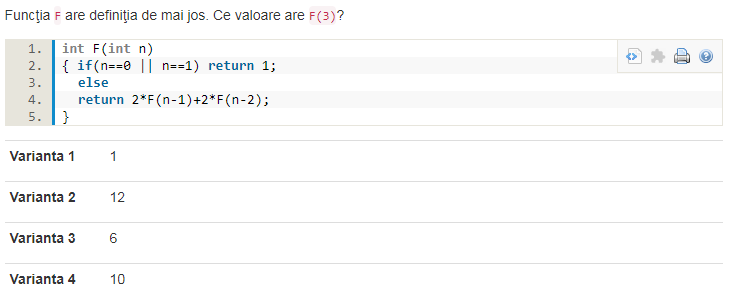 Funcția F are definiția de mai jos. Ce valoare are F(3)?
1. int F(int n)
2. { if(n==0 || n==1) return 1;
3. else
4. return 2*F(n-1)+2*F(n-2);
5. }
Varianta 1 1
Varianta 2 12
Varianta 3 6
Varianta 4 10